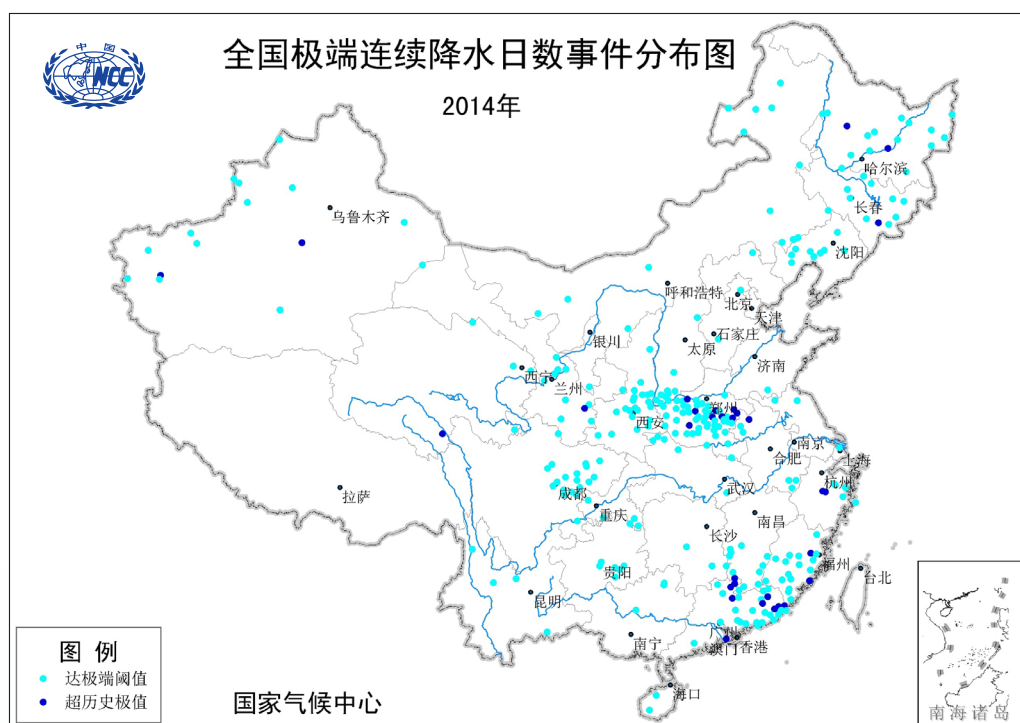 中国
NCC
全国极端连续降水日数事件分布图
2014年
哈尔滨
长春
乌鲁木齐
沈阳
呼和浩特
北京
天津
银川
石家庄
太原
济南
西宁
兰州
郑州
西安
南京
合肥
上海
杭州
武汉
成都
拉萨
重庆
南昌
长沙
福州
台北
贵阳
昆明
广州
南宁
澳门
香港
海口
图 例
达极端阈值
超历史极值
国家气候中心
南海诸岛